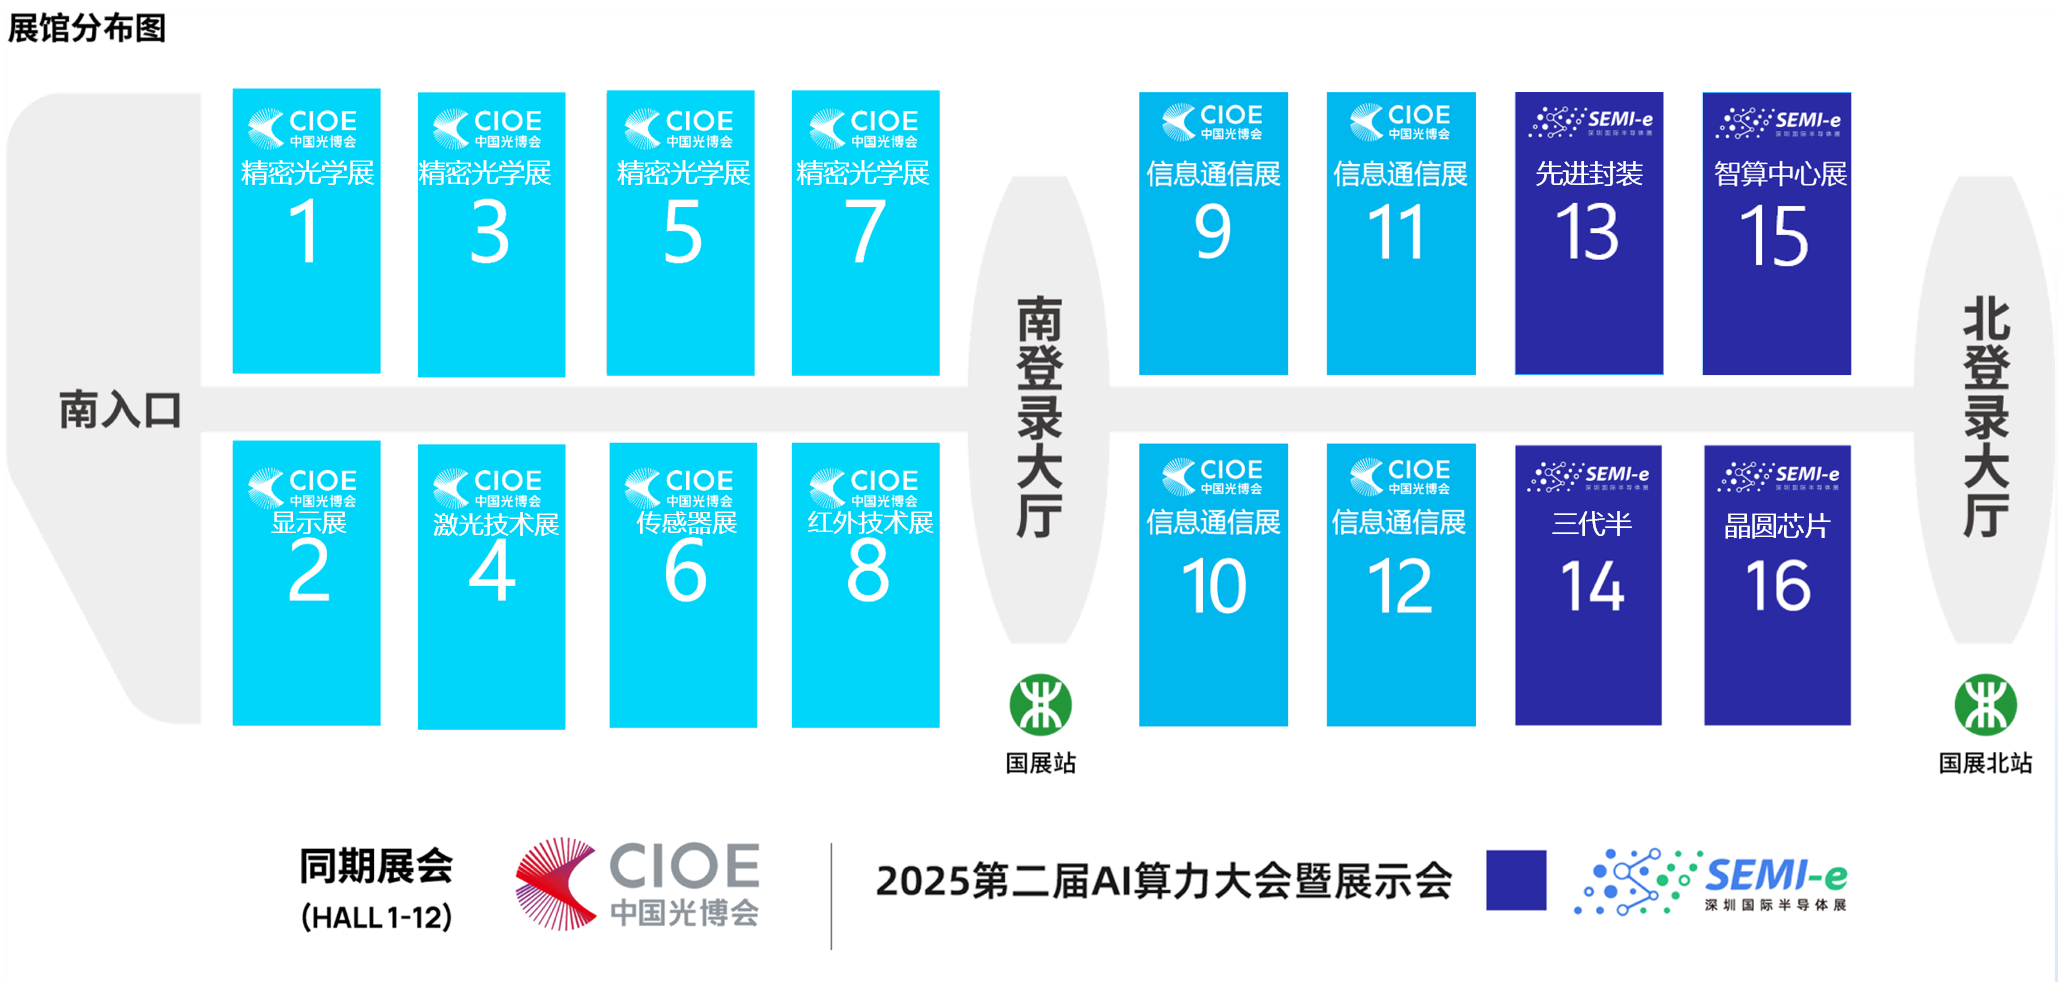 展馆分布图
CIOE
中国光博会
精密光学展
1
CIOE
中国光博会
精密光学展
3
CIOE
中国光博会
精密光学展
5
CIOE
中国光博会
精密光学展
7
CIOE
中国光博会
信息通信展
9
CIOE
中国光博会
信息通信展
11
SEMI-e
深圳国际半导体展
先进封装
13
SEMI-e
深圳国际半导体展
智算中心展
15
南入口
南登录大厅
北登录大厅
CIOE
中国光博会
显示展
2
CIOE
中国光博会
激光技术展
4
CIOE
中国光博会
传感器展
6
CIOE
中国光博会
红外技术展
8
CIOE
中国光博会
信息通信展
10
CIOE
中国光博会
信息通信展
12
SEMI-e
深圳国际半导体展
三代半
14
SEMI-e
深圳国际半导体展
晶圆芯片
16
国展站
国展北站
同期展会
(HALL 1-12)
CIOE
中国光博会
2025第二届AI算力大会暨展示会
SEMI-e
深圳国际半导体展